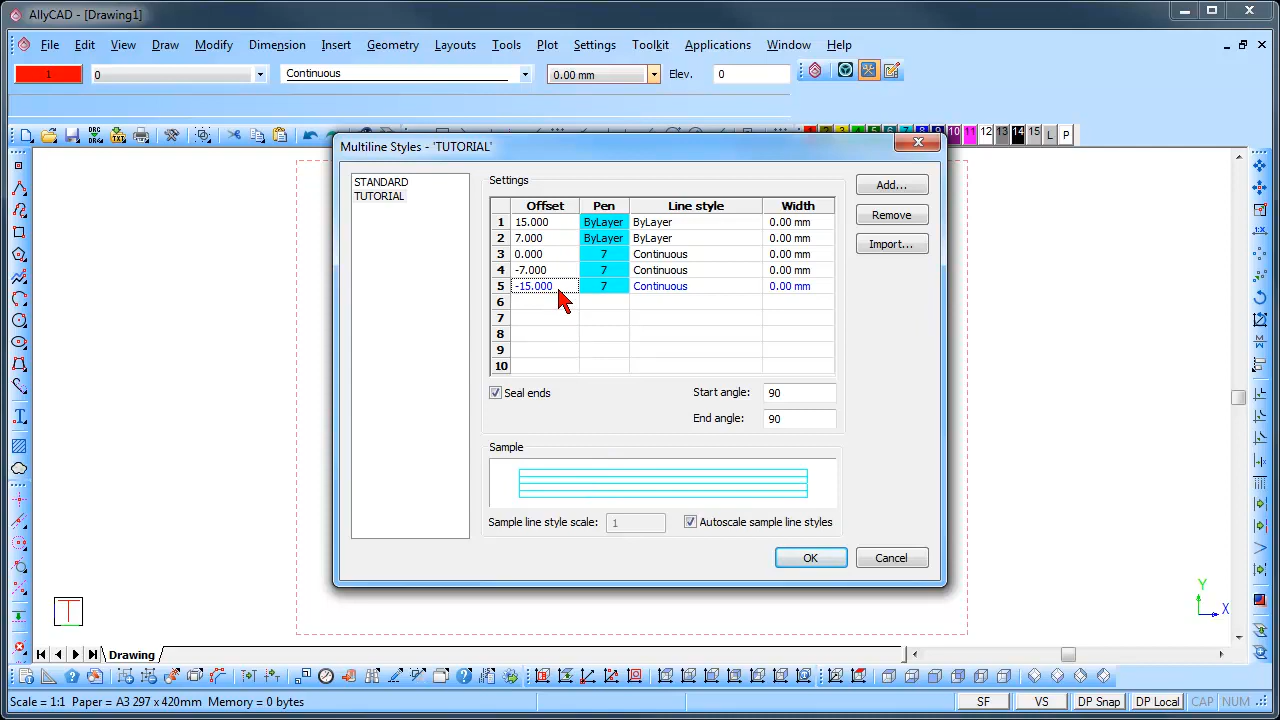 AllyCAD - [Drawing1]
File Edit View Draw Modify Dimension Insert Geometry Layouts Tools Plot Settings Toolkit Applications Window Help
1 0 Continuous 0.00 mm Elev. 0
10 11 12 13 14 15 L P
Multiline Styles - 'TUTORIAL'
STANDARD
TUTORIAL
Settings
Offset Pen Line style Width
1 15.000 ByLayer ByLayer 0.00 mm
2 7.000 ByLayer ByLayer 0.00 mm
3 0.000 7 Continuous 0.00 mm
4 -7.000 7 Continuous 0.00 mm
5 -15.000 7 Continuous 0.00 mm
6
7
8
9
10
Add...
Remove
Import...
Seal ends
Start angle: 90
End angle: 90
Sample
Sample line style scale: 1 Autoscale sample line styles
OK Cancel
Y
X
T
Drawing
Scale = 1:1 Paper = A3 297 x 420mm Memory = 0 bytes SF VS DP Snap DP Local CAP NUM